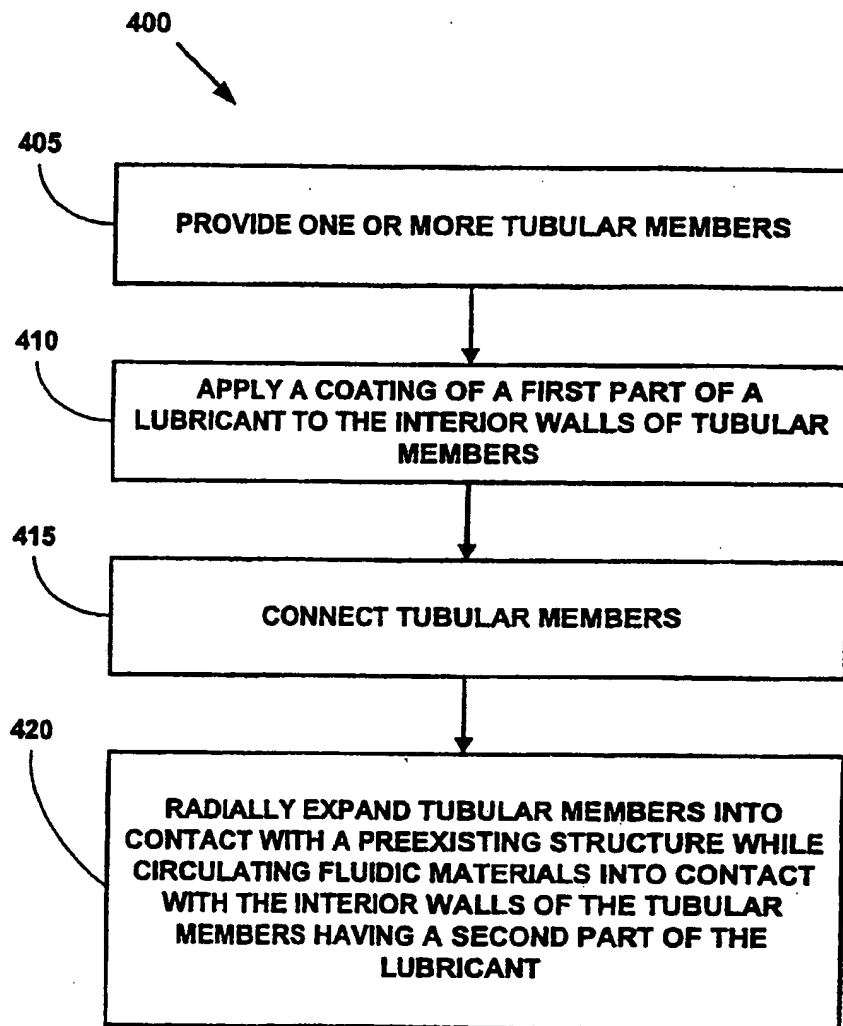 400
405
PROVIDE ONE OR MORE TUBULAR MEMBERS
410
APPLY A COATING OF A FIRST PART OF A
LUBRICANT TO THE INTERIOR WALLS OF TUBULAR
MEMBERS
415
CONNECT TUBULAR MEMBERS
420
RADIALLY EXPAND TUBULAR MEMBERS INTO
CONTACT WITH A PREEXISTING STRUCTURE WHILE
CIRCULATING FLUIDIC MATERIALS INTO CONTACT
WITH THE INTERIOR WALLS OF THE TUBULAR
MEMBERS HAVING A SECOND PART OF THE
LUBRICANT